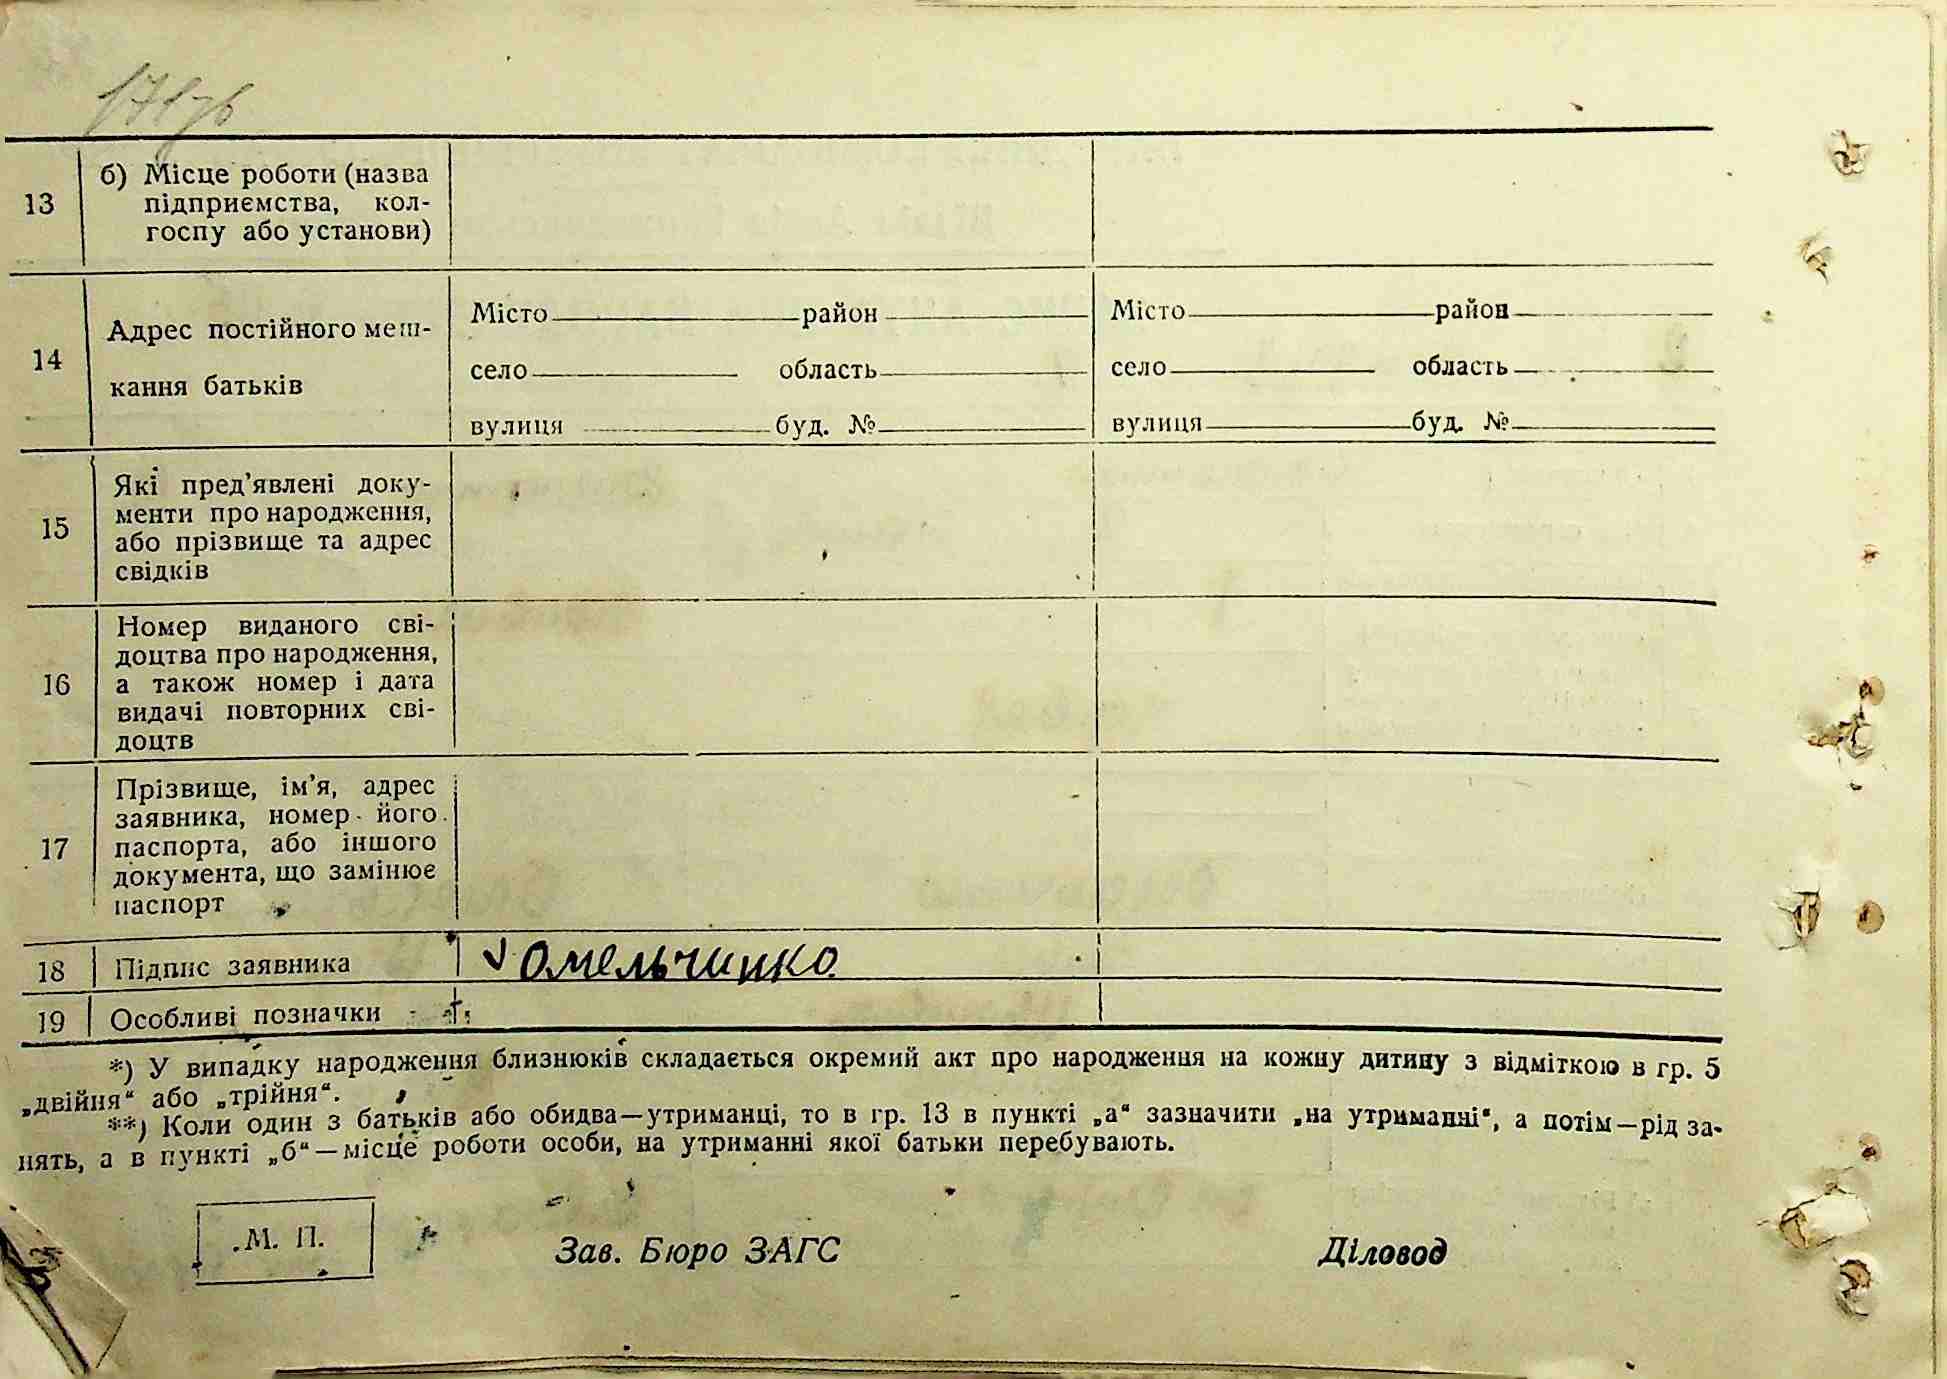 171зв
13 б) Місце роботи (назва
підприємства, кол-
госпу або установи)
14 Адрес постійного меш-
кання батьків
Місто район Місто район
село область село область
вулиця буд. № вулиця буд. №
15 Які пред'явлені доку-
менти про народження,
або прізвище та адрес
свідків
16 Номер виданого сві-
доцтва про народження,
а також номер і дата
видачі повторних сві-
доцтв
17 Прізвище, ім'я, адрес
заявника, номер його
паспорта, або іншого
документа, що замінює
паспорт
18 Підпис заявника омельчинко
19 Особливі позначки
*) У випадку народження близнюків складається окремий акт про народження на кожну дитину з відміткою в гр. 5
„двійня“ або „трійня“.
**) Коли один з батьків або обидва—утриманці, то в гр. 13 в пункті „а“ зазначити „на утриманні“, а потім—рід за-
нять, а в пункті „б“—місце роботи особи, на утриманні якої батьки перебувають.
М. П.
Зав. Бюро ЗАГС Діловод